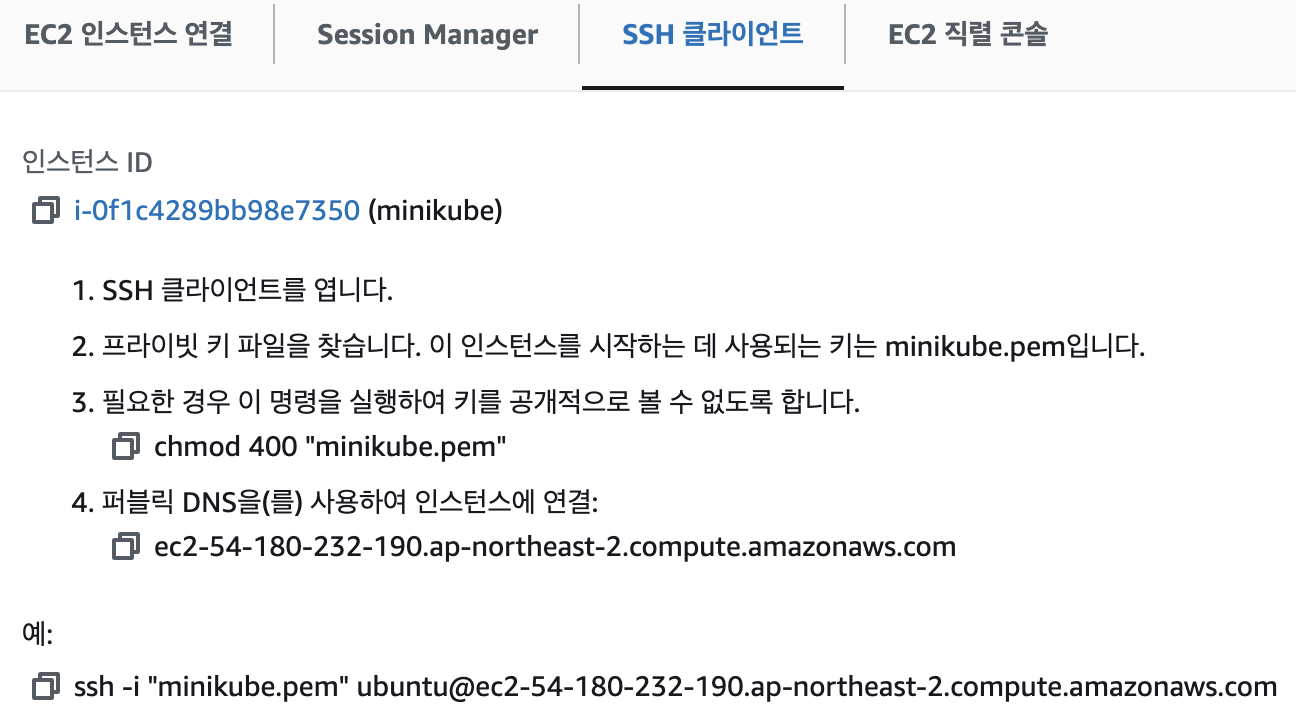 EC2 인스턴스 연결 Session Manager SSH 클라이언트 EC2 직렬 콘솔
인스턴스 ID
i-0f1c4289bb98e7350 (minikube)
1. SSH 클라이언트를 엽니다.
2. 프라이빗 키 파일을 찾습니다. 이 인스턴스를 시작하는 데 사용되는 키는 minikube.pem입니다.
3. 필요한 경우 이 명령을 실행하여 키를 공개적으로 볼 수 없도록 합니다.
chmod 400 "minikube.pem"
4. 퍼블릭 DNS을(를) 사용하여 인스턴스에 연결:
ec2-54-180-232-190.ap-northeast-2.compute.amazonaws.com
예:
ssh -i "minikube.pem" ubuntu@ec2-54-180-232-190.ap-northeast-2.compute.amazonaws.com